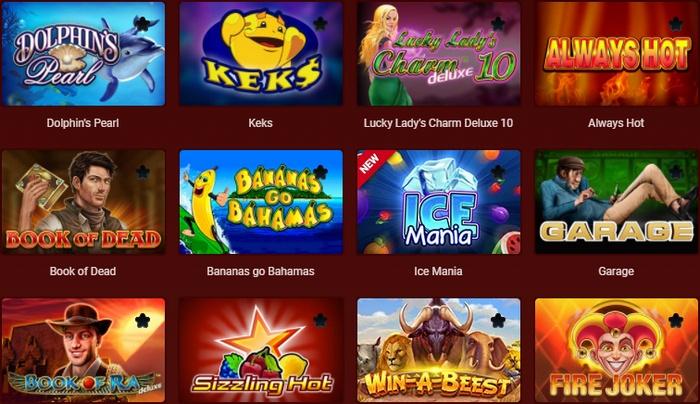 DOLPHIN'S
Pearl
KEK$
Lucky Lady's
Charm
deluxe 10
ALWAYS HOT
Dolphin's Pearl
Keks
Lucky Lady's Charm Deluxe 10
Always Hot
BOOK OF DEAD
BANANAS
GO
BAHAMAS
NEW
ICE
Mania
GARAGE
Book of Dead
Bananas go Bahamas
Ice Mania
Garage
BOOK OF RA
deluxe
Sizzling Hot
WIN-A-BEEST
FIRE JOKER